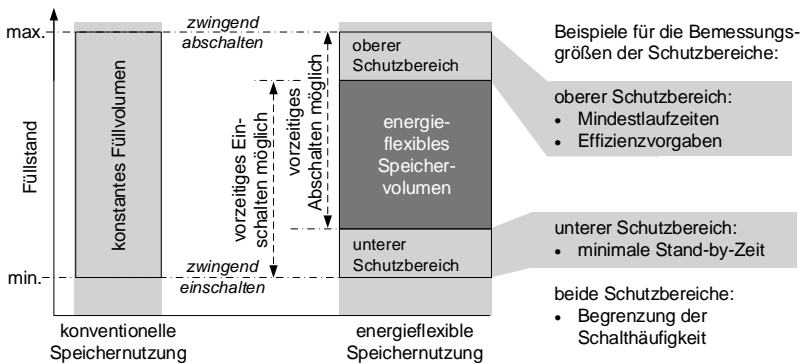 Füllstand
max.
min.
konstantes Füllvolumen
konventionelle
Speichernutzung
zwingend
abschalten
zwingend
einschalten
vorzeitiges Ein-
schalten möglich
vorzeitiges
Abschalten möglich
oberer
Schutzbereich
energie-
flexibles
Speicher-
volumen
unterer
Schutzbereich
energieflexible
Speichernutzung
Beispiele für die Bemessungs-
größen der Schutzbereiche:
oberer Schutzbereich:
• Mindestlaufzeiten
• Effizienzvorgaben
unterer Schutzbereich:
• minimale Stand-by-Zeit
beide Schutzbereiche:
• Begrenzung der
Schalthäufigkeit